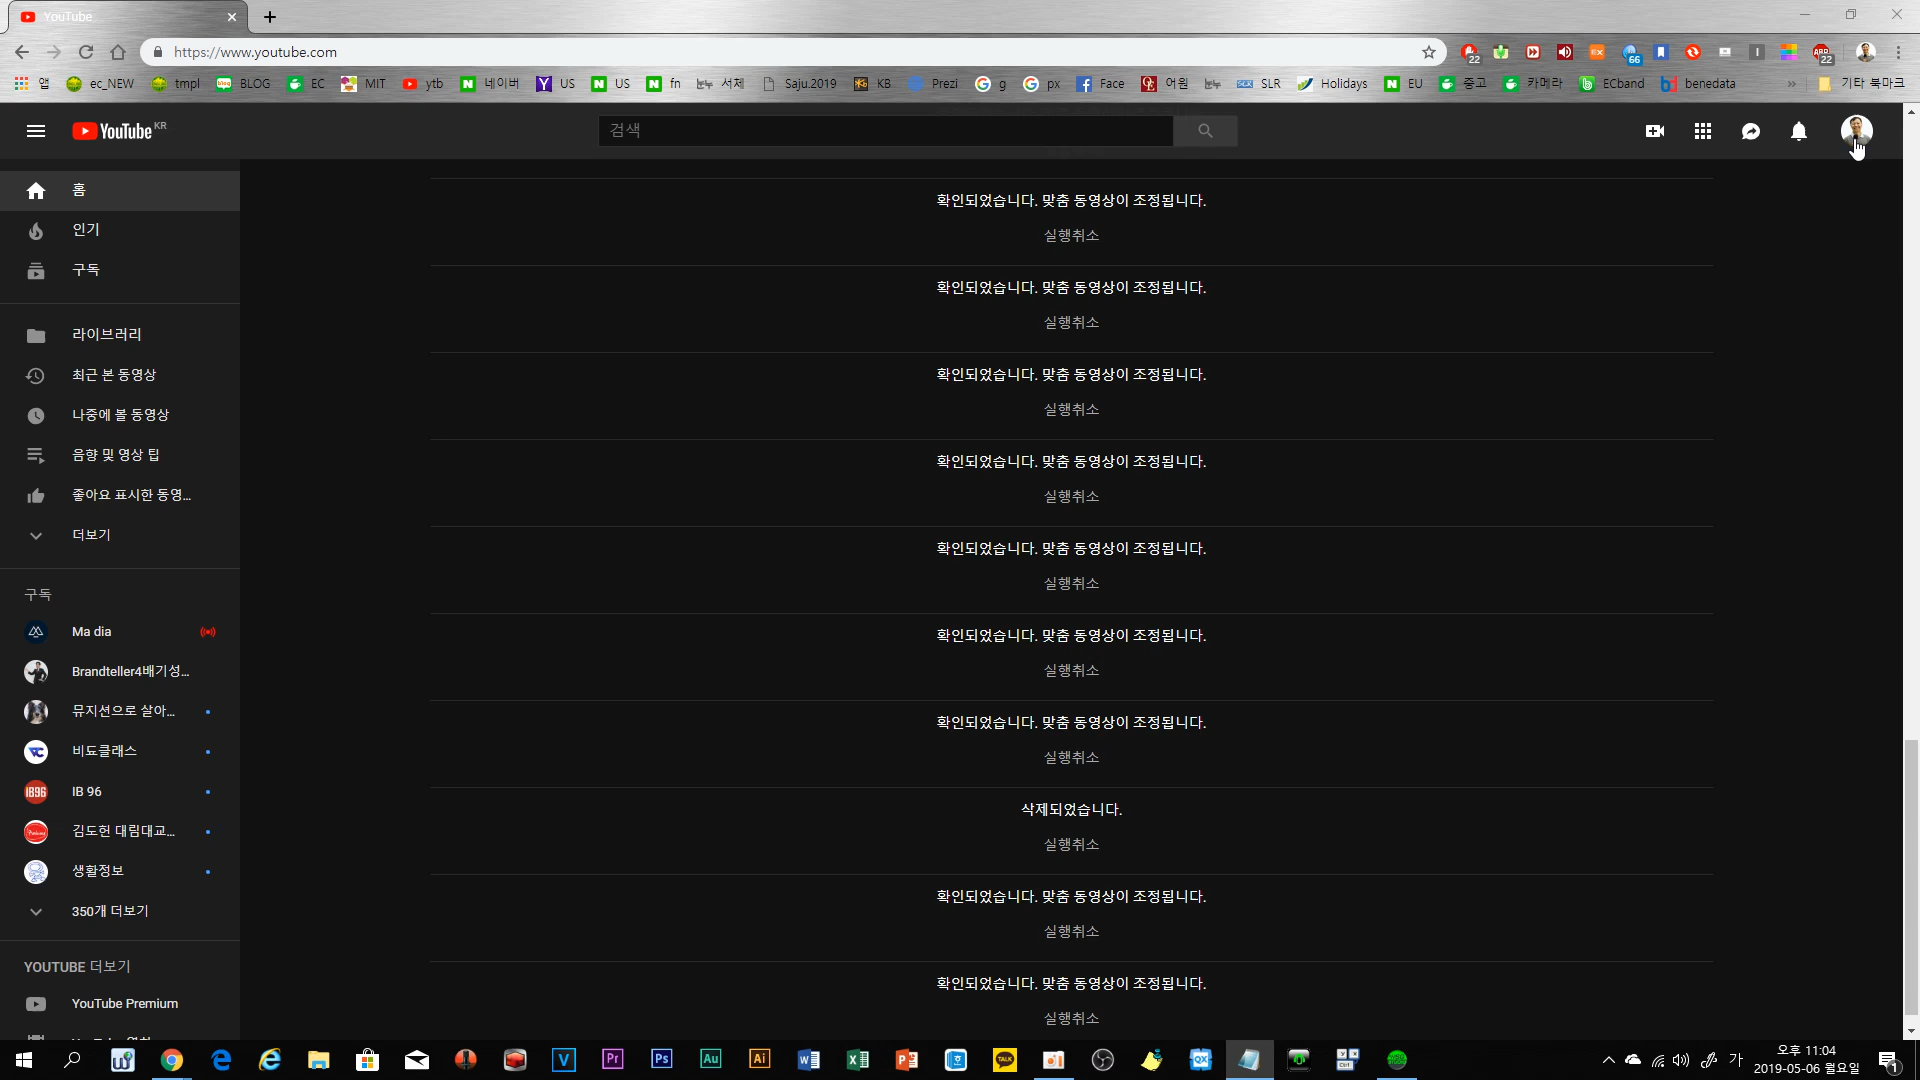 YouTube
https://www.youtube.com
22
66
22
앱
ec_NEW
tmpl
BLOG
EC
MIT
ytb
네이버
US
US
fn
서체
Saju.2019
KB
Prezi
g
px
Face
어원
SLR
Holidays
EU
중고
카메라
ECband
benedata
기타 북마크
YouTube KR
검색
홈
인기
구독
라이브러리
최근 본 동영상
나중에 볼 동영상
음향 및 영상 팁
좋아요 표시한 동영...
더보기
구독
Ma dia
Brandteller4배기성...
뮤지션으로 살아...
비됴클래스
IB 96
김도헌 대림대교...
생활정보
350개 더보기
YOUTUBE 더보기
YouTube Premium
확인되었습니다. 맞춤 동영상이 조정됩니다.
실행취소
확인되었습니다. 맞춤 동영상이 조정됩니다.
실행취소
확인되었습니다. 맞춤 동영상이 조정됩니다.
실행취소
확인되었습니다. 맞춤 동영상이 조정됩니다.
실행취소
확인되었습니다. 맞춤 동영상이 조정됩니다.
실행취소
확인되었습니다. 맞춤 동영상이 조정됩니다.
실행취소
확인되었습니다. 맞춤 동영상이 조정됩니다.
실행취소
삭제되었습니다.
실행취소
확인되었습니다. 맞춤 동영상이 조정됩니다.
실행취소
확인되었습니다. 맞춤 동영상이 조정됩니다.
실행취소
V
Pr
Ps
Au
Ai
TALK
가
오후 11:04
2019-05-06 월요일
1